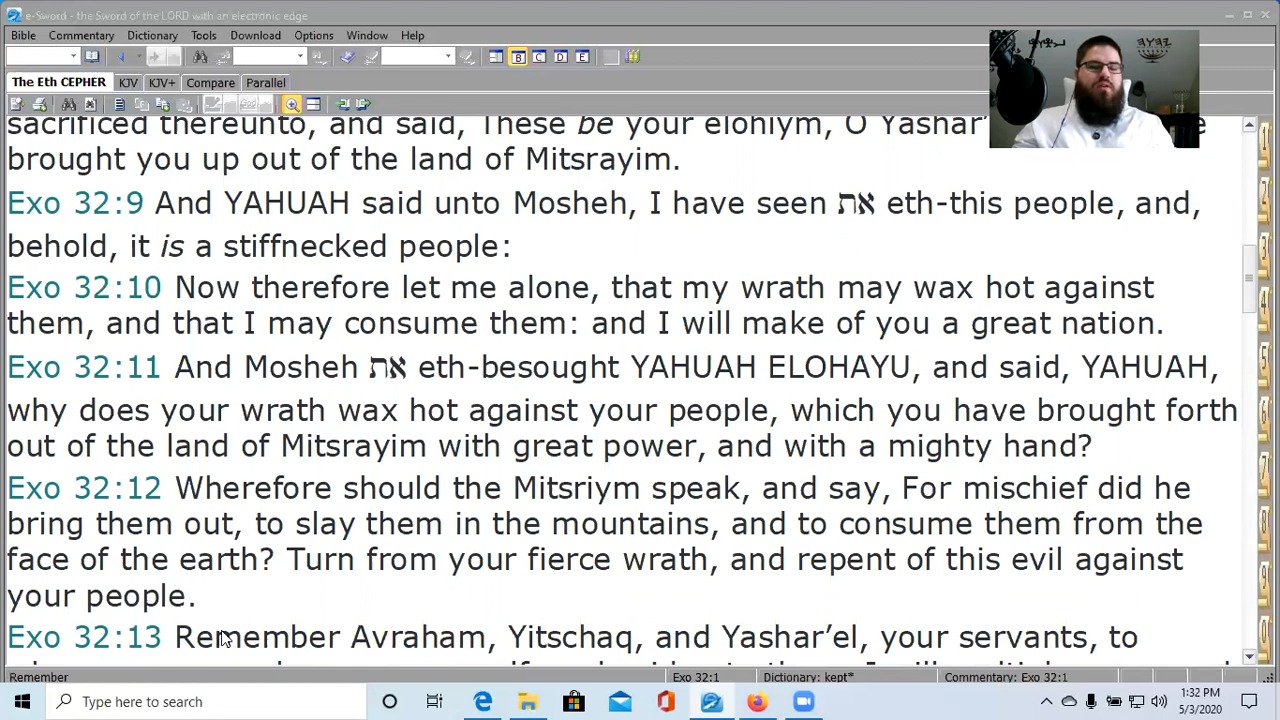 e-Sword - the Sword of the LORD with an electronic edge
Bible Commentary Dictionary Tools Download Options Window Help
B C D E
The Eth CEPHER KJV KJV+ Compare Parallel
sacrificed thereunto, and said, These be your elohiym, O Yashar'
brought you up out of the land of Mitsrayim.
Exo 32:9 And YAHUAH said unto Mosheh, I have seen את eth-this people, and,
behold, it is a stiffnecked people:
Exo 32:10 Now therefore let me alone, that my wrath may wax hot against
them, and that I may consume them: and I will make of you a great nation.
Exo 32:11 And Mosheh את eth-besought YAHUAH ELOHAYU, and said, YAHUAH,
why does your wrath wax hot against your people, which you have brought forth
out of the land of Mitsrayim with great power, and with a mighty hand?
Exo 32:12 Wherefore should the Mitsriym speak, and say, For mischief did he
bring them out, to slay them in the mountains, and to consume them from the
face of the earth? Turn from your fierce wrath, and repent of this evil against
your people.
Exo 32:13 Remember Avraham, Yitschaq, and Yashar’el, your servants, to
Remember Exo 32:1 Dictionary: kept* Commentary: Exo 32:1
Type here to search
1:32 PM
5/3/2020